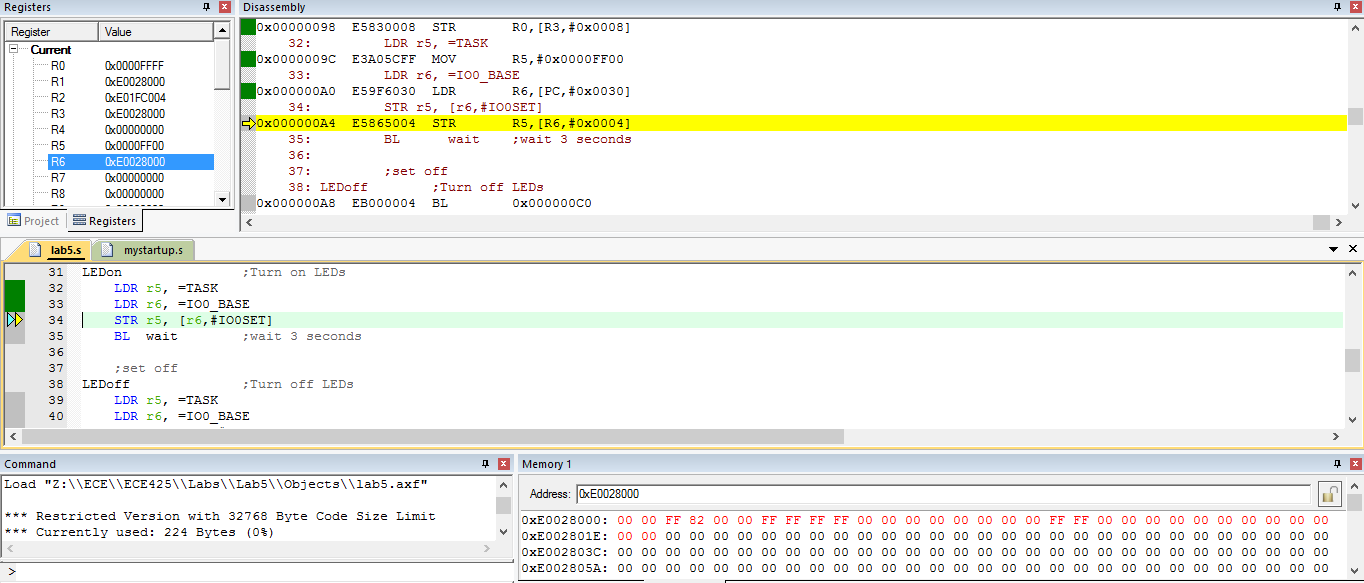 Registers
Register Value
Current
R0 0x0000FFFF
R1 0xE0028000
R2 0xE01FC004
R3 0xE0028000
R4 0x00000000
R5 0x0000FF00
R6 0xE0028000
R7 0x00000000
R8 0x00000000
Project Registers
Disassembly
0x00000098 E5830008 STR R0,[R3,#0x0008]
32: LDR r5, =TASK
0x0000009C E3A05CFF MOV R5,#0x0000FF00
33: LDR r6, =IO0_BASE
0x000000A0 E59F6030 LDR R6,[PC,#0x0030]
34: STR r5, [r6,#IO0SET]
0x000000A4 E5865004 STR R5,[R6,#0x0004]
35: BL wait ;wait 3 seconds
36:
37: ;set off
38: LEDoff ;Turn off LEDs
0x000000A8 EB000004 BL 0x000000C0
lab5.s mystartup.s
31 LEDon ;Turn on LEDs
32 LDR r5, =TASK
33 LDR r6, =IO0_BASE
34 STR r5, [r6,#IO0SET]
35 BL wait ;wait 3 seconds
36
37 ;set off
38 LEDoff ;Turn off LEDs
39 LDR r5, =TASK
40 LDR r6, =IO0_BASE
Command
Load "Z:\\ECE\\ECE425\\Labs\\Lab5\\Objects\\lab5.axf"
*** Restricted Version with 32768 Byte Code Size Limit
*** Currently used: 224 Bytes (0%)
>
Memory 1
Address: 0xE0028000
0xE0028000: 00 00 FF 82 00 00 FF FF FF FF 00 00 00 00 00 00 00 00 FF FF 00 00 00 00 00 00 00 00 00 00
0xE002801E: 00 00 00 00 00 00 00 00 00 00 00 00 00 00 00 00 00 00 00 00 00 00 00 00 00 00 00 00 00 00
0xE002803C: 00 00 00 00 00 00 00 00 00 00 00 00 00 00 00 00 00 00 00 00 00 00 00 00 00 00 00 00 00 00
0xE002805A: 00 00 00 00 00 00 00 00 00 00 00 00 00 00 00 00 00 00 00 00 00 00 00 00 00 00 00 00 00 00